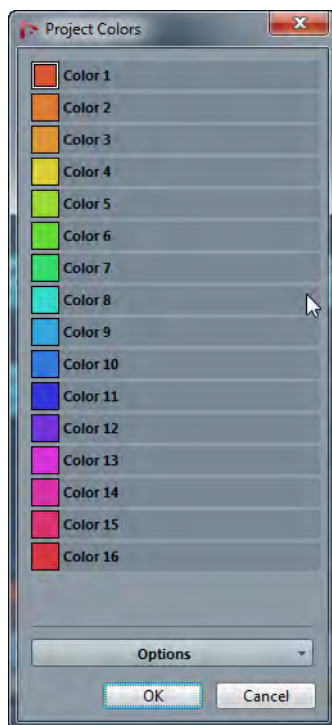 Project Colors
Color 1
Color 2
Color 3
Color 4
Color 5
Color 6
Color 7
Color 8
Color 9
Color 10
Color 11
Color 12
Color 13
Color 14
Color 15
Color 16
Options
OK Cancel